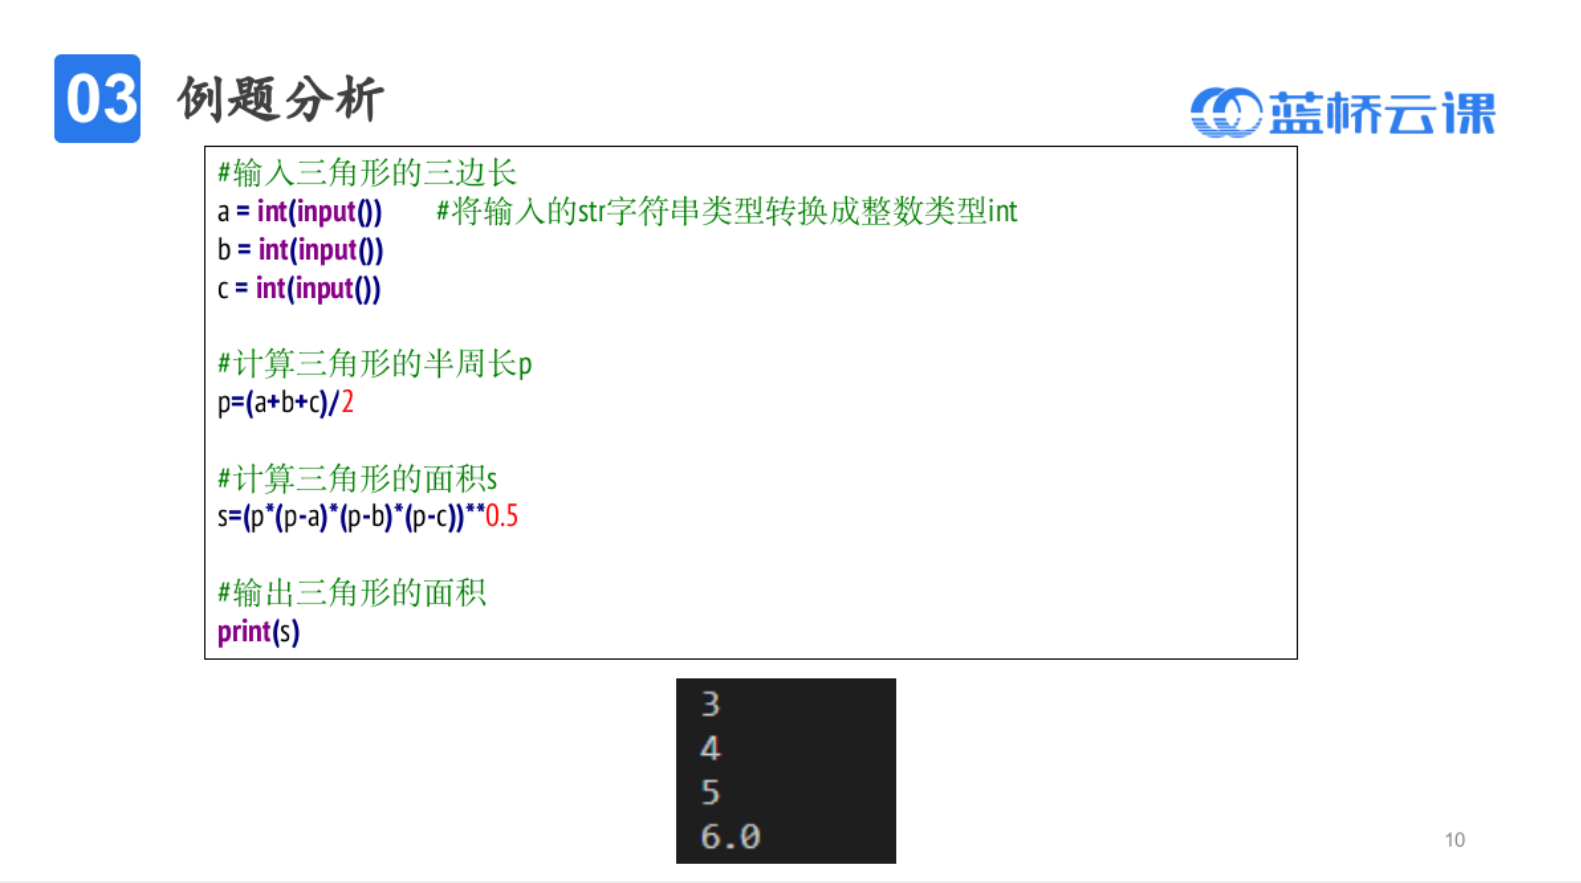 03 例题分析
蓝桥云课
#输入三角形的三边长
a = int(input()) #将输入的str字符串类型转换成整数类型int
b = int(input())
c = int(input())
#计算三角形的半周长p
p=(a+b+c)/2
#计算三角形的面积s
s=(p*(p-a)*(p-b)*(p-c))**0.5
#输出三角形的面积
print(s)
3
4
5
6.0
10